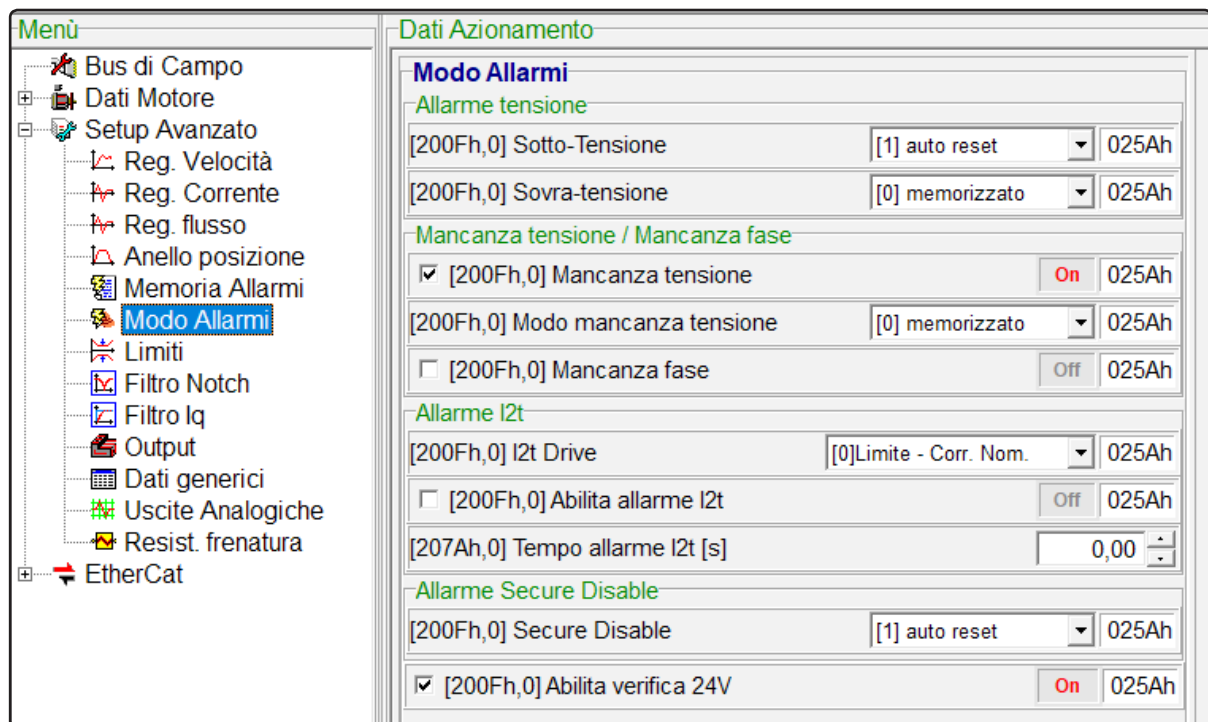 Menù
Bus di Campo
Dati Motore
Setup Avanzato
Reg. Velocità
Reg. Corrente
Reg. flusso
Anello posizione
Memoria Allarmi
Modo Allarmi
Limiti
Filtro Notch
Filtro Iq
Output
Dati generici
Uscite Analogiche
Resist. frenatura
EtherCat
Dati Azionamento
Modo Allarmi
Allarme tensione
[200Fh,0] Sotto-Tensione [1] auto reset 025Ah
[200Fh,0] Sovra-tensione [0] memorizzato 025Ah
Mancanza tensione / Mancanza fase
[200Fh,0] Mancanza tensione On 025Ah
[200Fh,0] Modo mancanza tensione [0] memorizzato 025Ah
[200Fh,0] Mancanza fase Off 025Ah
Allarme I2t
[200Fh,0] I2t Drive [0]Limite - Corr. Nom. 025Ah
[200Fh,0] Abilita allarme I2t Off 025Ah
[207Ah,0] Tempo allarme I2t [s] 0,00
Allarme Secure Disable
[200Fh,0] Secure Disable [1] auto reset 025Ah
[200Fh,0] Abilita verifica 24V On 025Ah